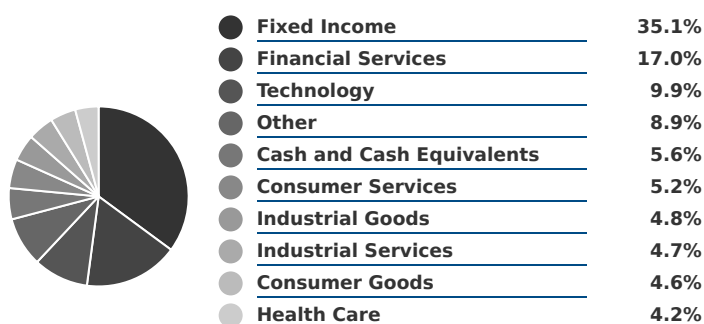 Fixed Income 35.1%
Financial Services 17.0%
Technology 9.9%
Other 8.9%
Cash and Cash Equivalents 5.6%
Consumer Services 5.2%
Industrial Goods 4.8%
Industrial Services 4.7%
Consumer Goods 4.6%
Health Care 4.2%